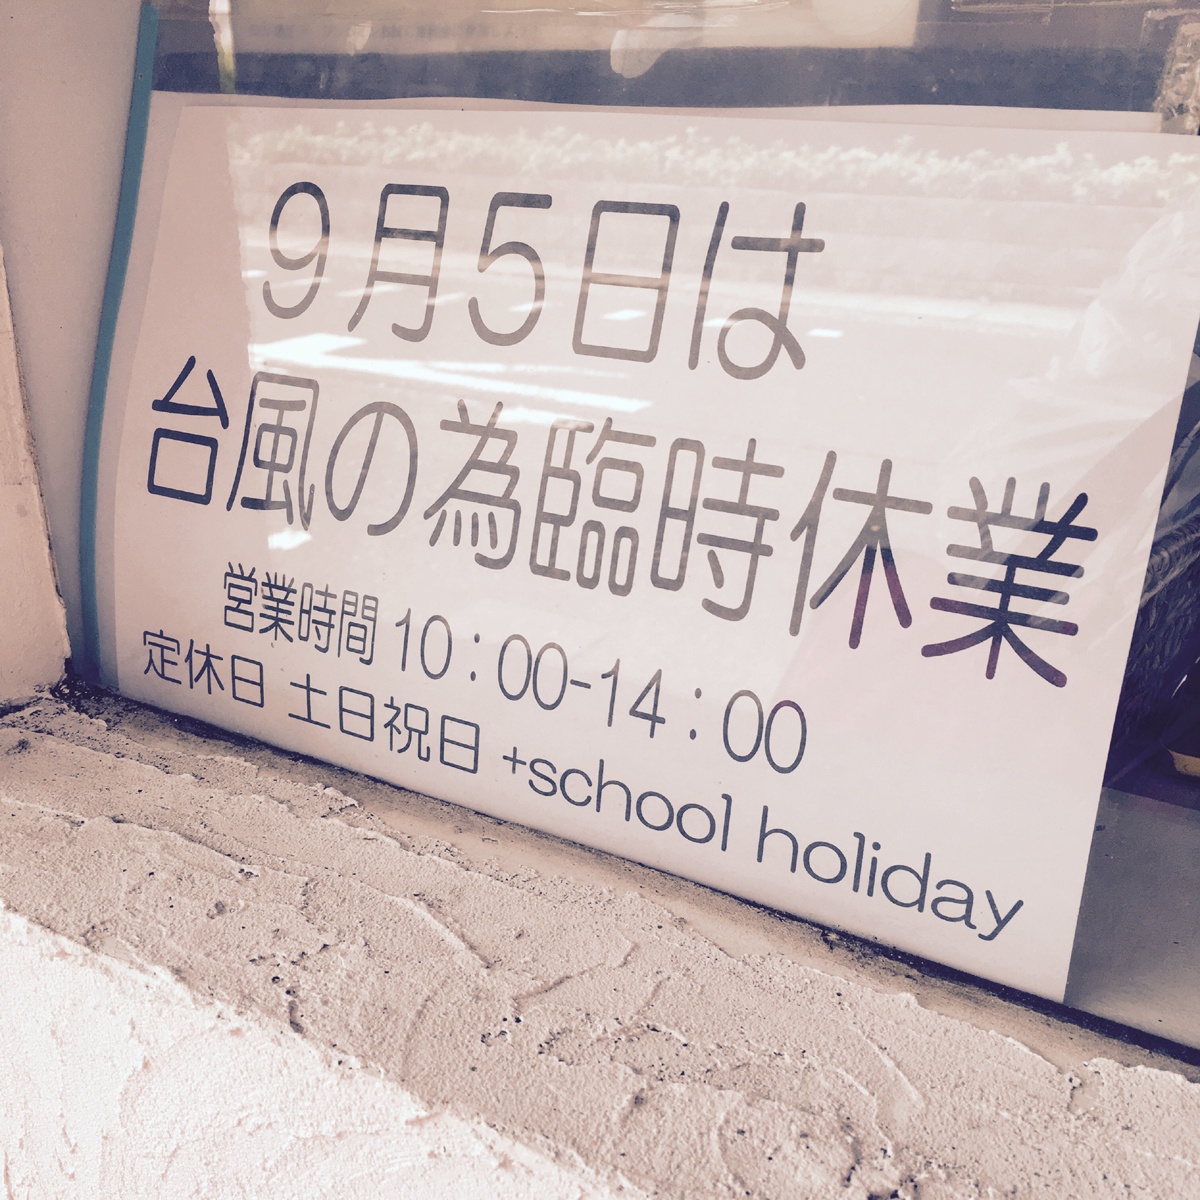 9月5日は
台風の為臨時休業
営業時間 10：00-14：00
定休日 土日祝日 +school holiday